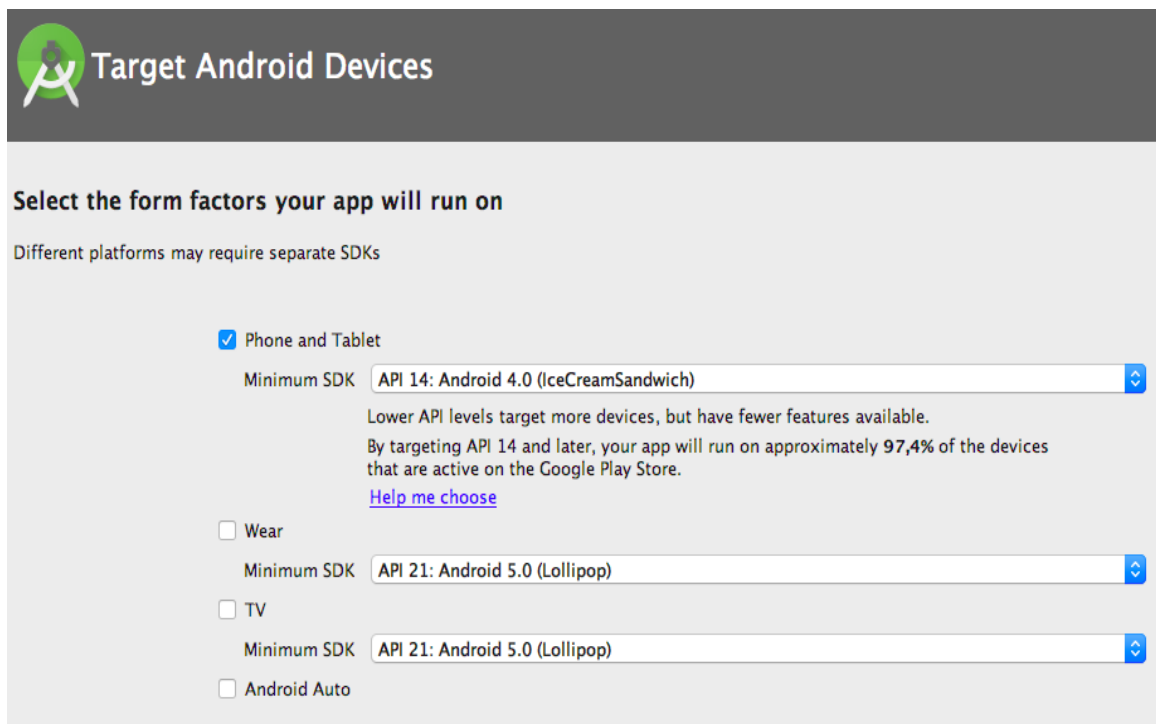 Target Android Devices
Select the form factors your app will run on
Different platforms may require separate SDKs
Phone and Tablet
Minimum SDK API 14: Android 4.0 (IceCreamSandwich)
Lower API levels target more devices, but have fewer features available.
By targeting API 14 and later, your app will run on approximately 97,4% of the devices
that are active on the Google Play Store.
Help me choose
Wear
Minimum SDK API 21: Android 5.0 (Lollipop)
TV
Minimum SDK API 21: Android 5.0 (Lollipop)
Android Auto